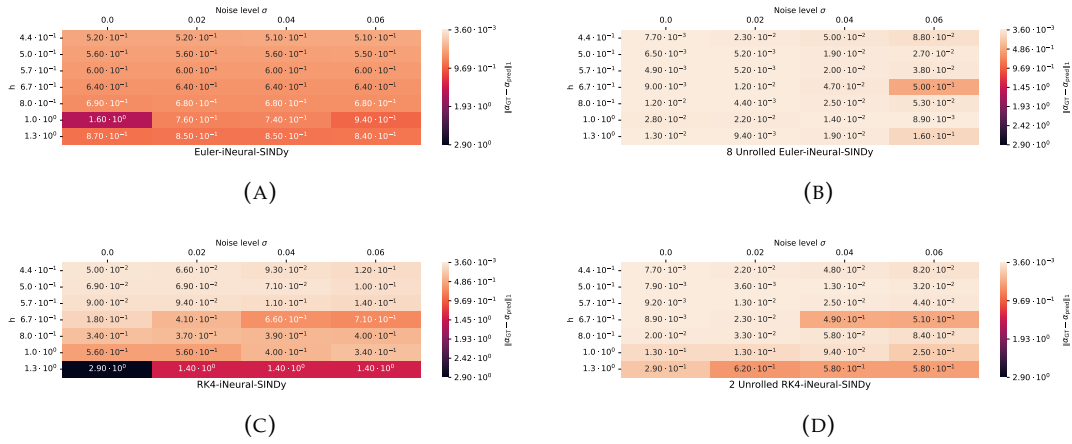 Noise level σ
0.0 0.02 0.04 0.06
4.4 · 10⁻¹ 5.20 · 10⁻¹ 5.20 · 10⁻¹ 5.10 · 10⁻¹ 5.10 · 10⁻¹
5.0 · 10⁻¹ 5.60 · 10⁻¹ 5.60 · 10⁻¹ 5.60 · 10⁻¹ 5.50 · 10⁻¹
5.7 · 10⁻¹ 6.00 · 10⁻¹ 6.00 · 10⁻¹ 6.00 · 10⁻¹ 6.00 · 10⁻¹
h 6.7 · 10⁻¹ 6.40 · 10⁻¹ 6.40 · 10⁻¹ 6.40 · 10⁻¹ 6.40 · 10⁻¹
8.0 · 10⁻¹ 6.90 · 10⁻¹ 6.80 · 10⁻¹ 6.80 · 10⁻¹ 6.80 · 10⁻¹
1.0 · 10⁰ 1.60 · 10⁰ 7.60 · 10⁻¹ 7.40 · 10⁻¹ 9.40 · 10⁻¹
1.3 · 10⁰ 8.70 · 10⁻¹ 8.50 · 10⁻¹ 8.50 · 10⁻¹ 8.40 · 10⁻¹
Euler-iNeural-SINDy
3.60 · 10⁻³
4.86 · 10⁻¹
9.69 · 10⁻¹
1.45 · 10⁰
1.93 · 10⁰
2.42 · 10⁰
2.90 · 10⁰
‖α_GT − α_pred‖₁
(A)
Noise level σ
0.0 0.02 0.04 0.06
4.4 · 10⁻¹ 7.70 · 10⁻³ 2.30 · 10⁻² 5.00 · 10⁻² 8.80 · 10⁻²
5.0 · 10⁻¹ 6.50 · 10⁻³ 5.20 · 10⁻³ 1.90 · 10⁻² 2.70 · 10⁻²
5.7 · 10⁻¹ 4.90 · 10⁻³ 5.20 · 10⁻³ 2.00 · 10⁻² 3.80 · 10⁻²
h 6.7 · 10⁻¹ 9.00 · 10⁻³ 1.20 · 10⁻² 4.70 · 10⁻² 5.00 · 10⁻¹
8.0 · 10⁻¹ 1.20 · 10⁻² 4.40 · 10⁻³ 2.50 · 10⁻² 5.30 · 10⁻²
1.0 · 10⁰ 2.80 · 10⁻² 2.20 · 10⁻² 1.40 · 10⁻² 8.90 · 10⁻³
1.3 · 10⁰ 1.30 · 10⁻² 9.40 · 10⁻³ 1.90 · 10⁻² 1.60 · 10⁻¹
8 Unrolled Euler-iNeural-SINDy
3.60 · 10⁻³
4.86 · 10⁻¹
9.69 · 10⁻¹
1.45 · 10⁰
1.93 · 10⁰
2.42 · 10⁰
2.90 · 10⁰
‖α_GT − α_pred‖₁
(B)
Noise level σ
0.0 0.02 0.04 0.06
4.4 · 10⁻¹ 5.00 · 10⁻² 6.60 · 10⁻² 9.30 · 10⁻² 1.20 · 10⁻¹
5.0 · 10⁻¹ 6.90 · 10⁻² 6.90 · 10⁻² 7.10 · 10⁻² 1.00 · 10⁻¹
5.7 · 10⁻¹ 9.00 · 10⁻² 9.40 · 10⁻² 1.10 · 10⁻¹ 1.40 · 10⁻¹
h 6.7 · 10⁻¹ 1.80 · 10⁻¹ 4.10 · 10⁻¹ 6.60 · 10⁻¹ 7.10 · 10⁻¹
8.0 · 10⁻¹ 3.40 · 10⁻¹ 3.70 · 10⁻¹ 3.90 · 10⁻¹ 4.00 · 10⁻¹
1.0 · 10⁰ 5.60 · 10⁻¹ 5.60 · 10⁻¹ 4.00 · 10⁻¹ 3.40 · 10⁻¹
1.3 · 10⁰ 2.90 · 10⁰ 1.40 · 10⁰ 1.40 · 10⁰ 1.40 · 10⁰
RK4-iNeural-SINDy
3.60 · 10⁻³
4.86 · 10⁻¹
9.69 · 10⁻¹
1.45 · 10⁰
1.93 · 10⁰
2.42 · 10⁰
2.90 · 10⁰
‖α_GT − α_pred‖₁
(C)
Noise level σ
0.0 0.02 0.04 0.06
4.4 · 10⁻¹ 7.70 · 10⁻³ 2.20 · 10⁻² 4.80 · 10⁻² 8.20 · 10⁻²
5.0 · 10⁻¹ 7.90 · 10⁻³ 3.60 · 10⁻³ 1.30 · 10⁻² 3.20 · 10⁻²
5.7 · 10⁻¹ 9.20 · 10⁻³ 1.30 · 10⁻² 2.50 · 10⁻² 4.40 · 10⁻²
h 6.7 · 10⁻¹ 8.90 · 10⁻³ 2.30 · 10⁻² 4.90 · 10⁻¹ 5.10 · 10⁻¹
8.0 · 10⁻¹ 2.00 · 10⁻² 3.30 · 10⁻² 5.80 · 10⁻² 8.40 · 10⁻²
1.0 · 10⁰ 1.30 · 10⁻¹ 1.30 · 10⁻¹ 9.40 · 10⁻² 2.50 · 10⁻¹
1.3 · 10⁰ 2.90 · 10⁻¹ 6.20 · 10⁻¹ 5.80 · 10⁻¹ 5.80 · 10⁻¹
2 Unrolled RK4-iNeural-SINDy
3.60 · 10⁻³
4.86 · 10⁻¹
9.69 · 10⁻¹
1.45 · 10⁰
1.93 · 10⁰
2.42 · 10⁰
2.90 · 10⁰
‖α_GT − α_pred‖₁
(D)